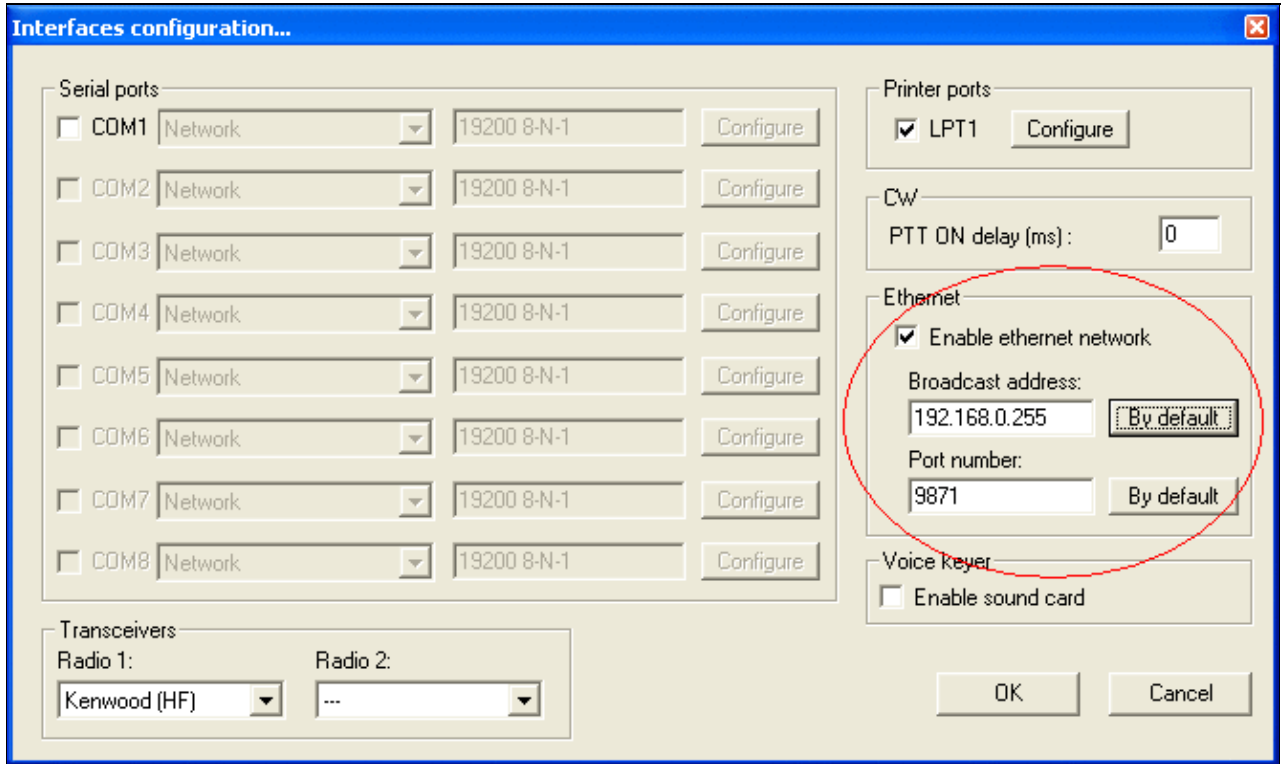 Interfaces configuration...
Serial ports
COM1 Network 19200 8-N-1 Configure
COM2 Network 19200 8-N-1 Configure
COM3 Network 19200 8-N-1 Configure
COM4 Network 19200 8-N-1 Configure
COM5 Network 19200 8-N-1 Configure
COM6 Network 19200 8-N-1 Configure
COM7 Network 19200 8-N-1 Configure
COM8 Network 19200 8-N-1 Configure
Transceivers
Radio 1: Radio 2:
Kenwood (HF) ---
Printer ports
LPT1 Configure
CW
PTT ON delay (ms) : 0
Ethernet
Enable ethernet network
Broadcast address:
192.168.0.255 By default
Port number:
9871 By default
Voice keyer
Enable sound card
OK Cancel